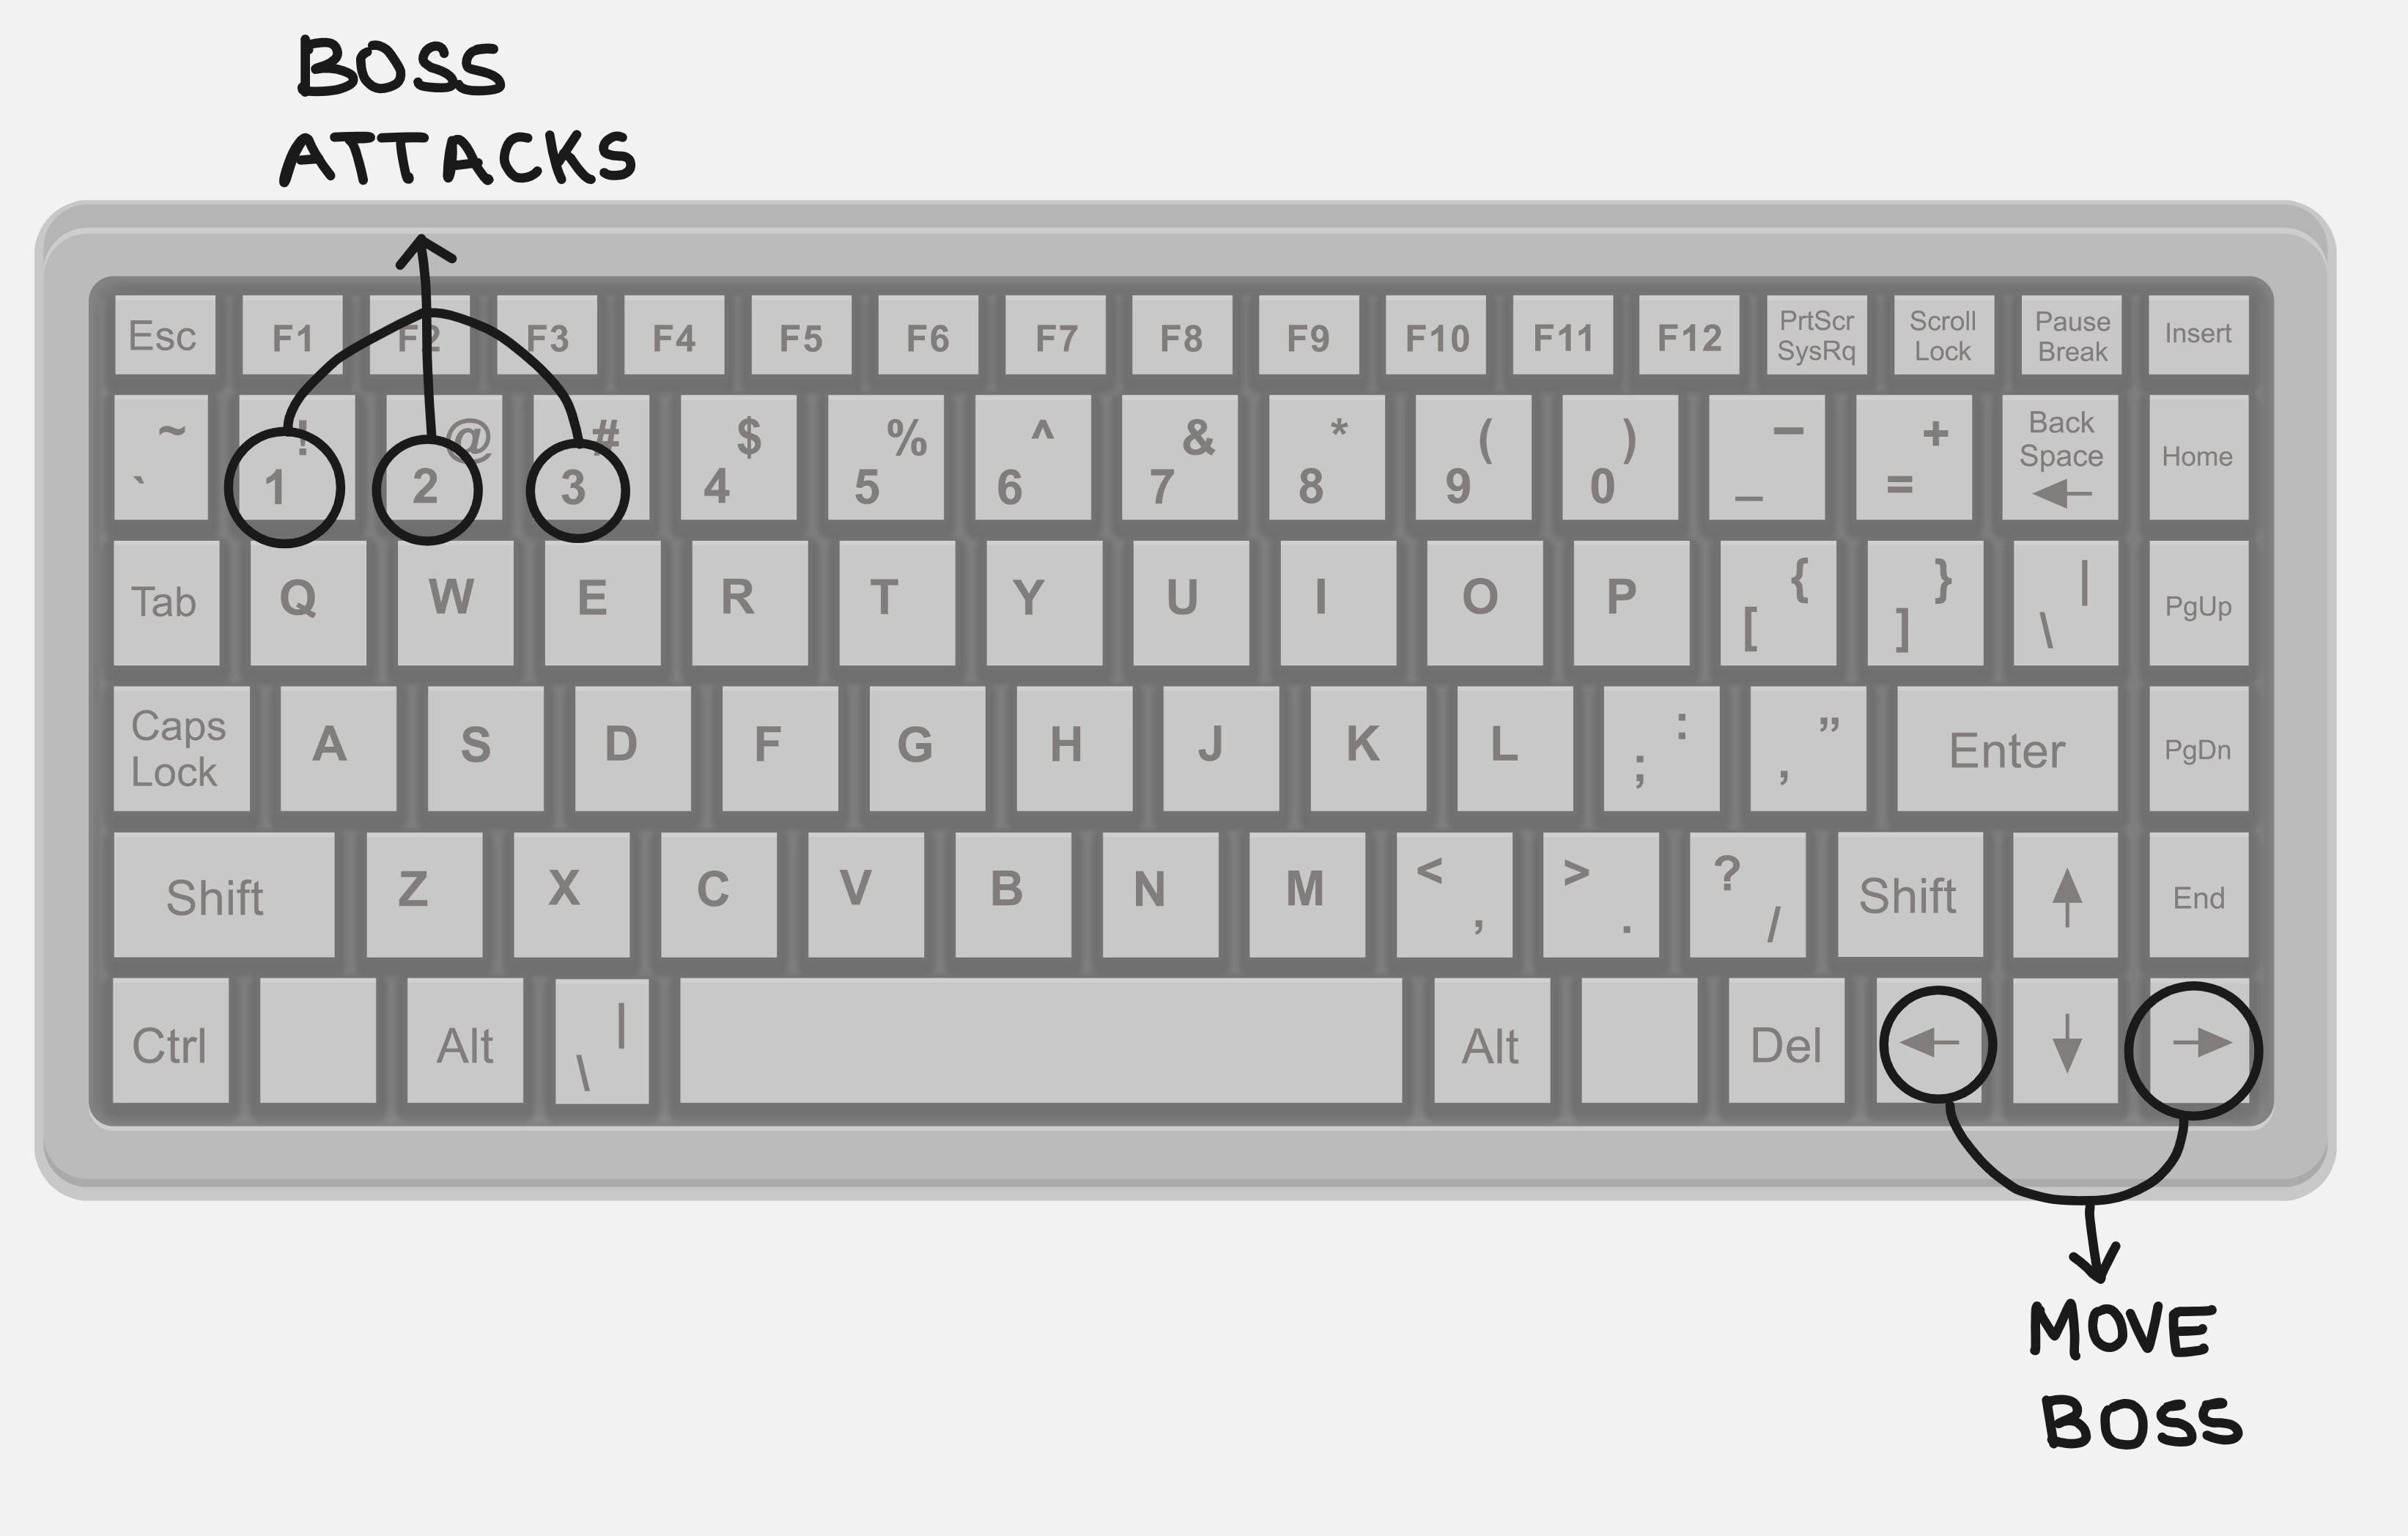 BOSS
ATTACKS
Esc F1 F2 F3 F4 F5 F6 F7 F8 F9 F10 F11 F12 PrtScr SysRq Scroll Lock Pause Break Insert
~ ` ! 1 @ 2 # 3 $ 4 % 5 ^ 6 & 7 * 8 ( 9 ) 0 – _ + = Back Space ← Home
Tab Q W E R T Y U I O P { [ } ] | \ PgUp
Caps Lock A S D F G H J K L : ; ” , Enter PgDn
Shift Z X C V B N M < , > . ? / Shift ↑ End
Ctrl Alt | \ Alt Del ← ↓ →
MOVE
BOSS